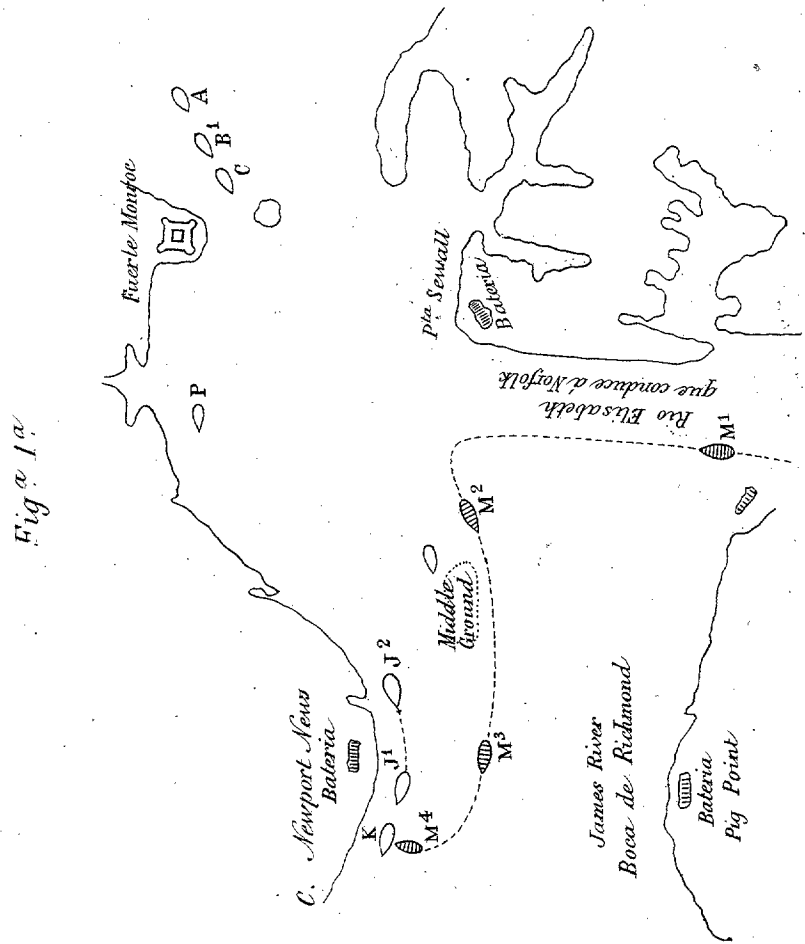 Fig.ª 1ª
Fuerte Monroe
A
B1
C
P
Pta Sewall
Bateria
Rio Elisabeth
que conduce á Norfolk
M1
M2
Middle
Ground
C. Newport News
Bateria
J2
J1
K
M3
M4
James River
Boca de Richmond
Bateria
Pig Point